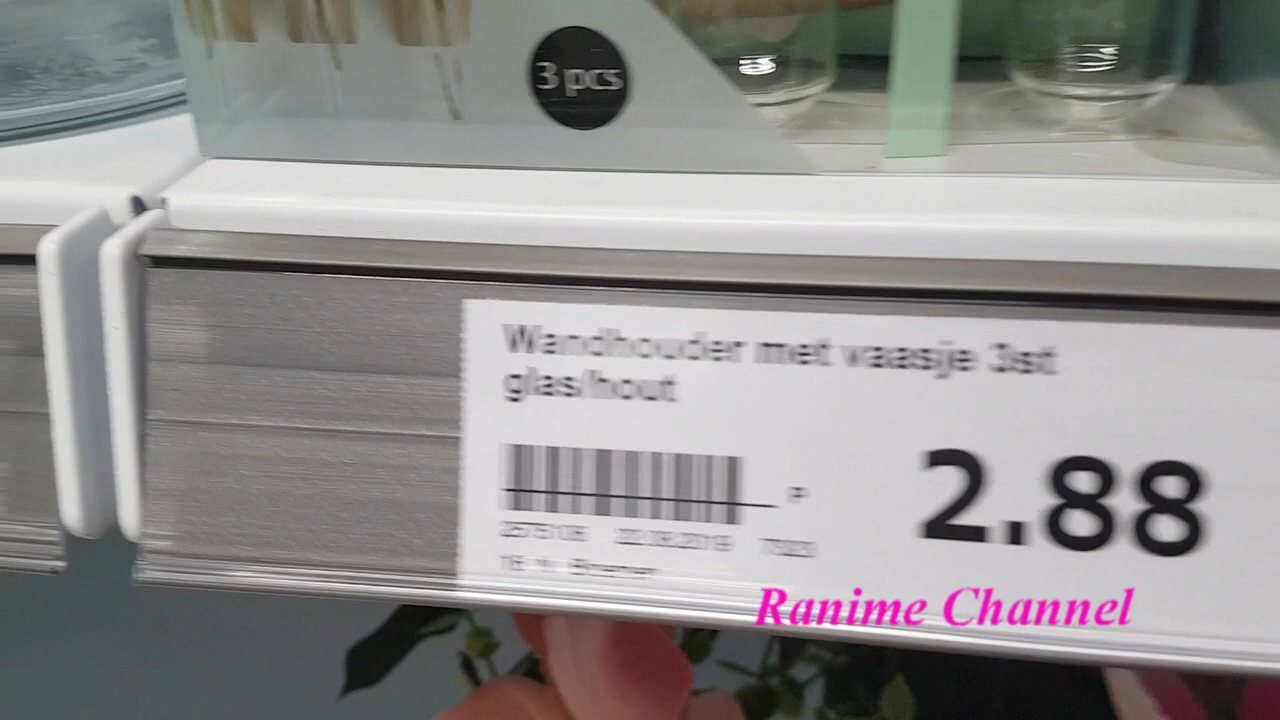 3 pcs
Wandhouder met vaasje 3st
glas/hout
P
2.88
Ranime Channel